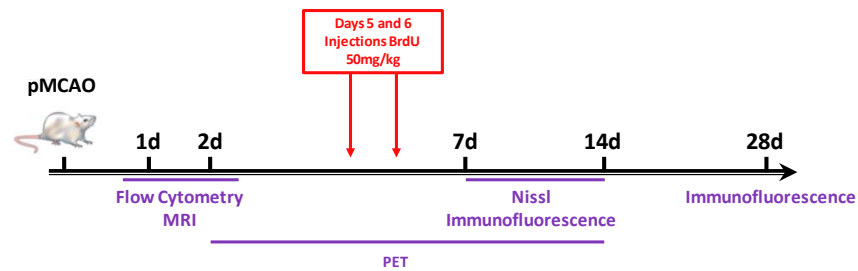 Days 5 and 6
Injections BrdU
50mg/kg
pMCAO
1d 2d 7d 14d 28d
Flow Cytometry Nissl Immunofluorescence
MRI Immunofluorescence
PET